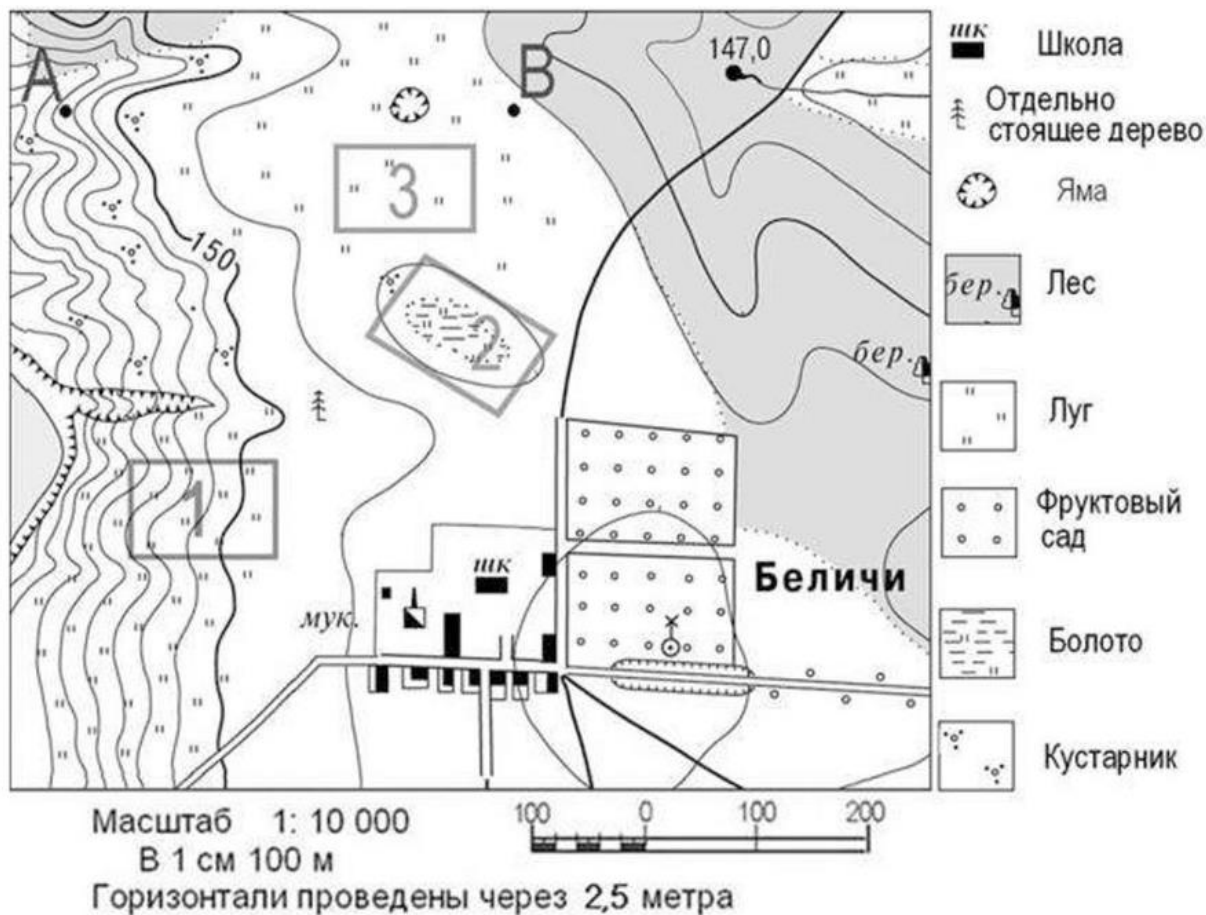 А
В
147,0
3
150
2
бер.
1
шк
Беличи
мук.
шк
Школа
Отдельно
стоящее дерево
Яма
бер.
Лес
Луг
Фруктовый
сад
Болото
Кустарник
Масштаб 1: 10 000
В 1 см 100 м
Горизонтали проведены через 2,5 метра
100 0 100 200